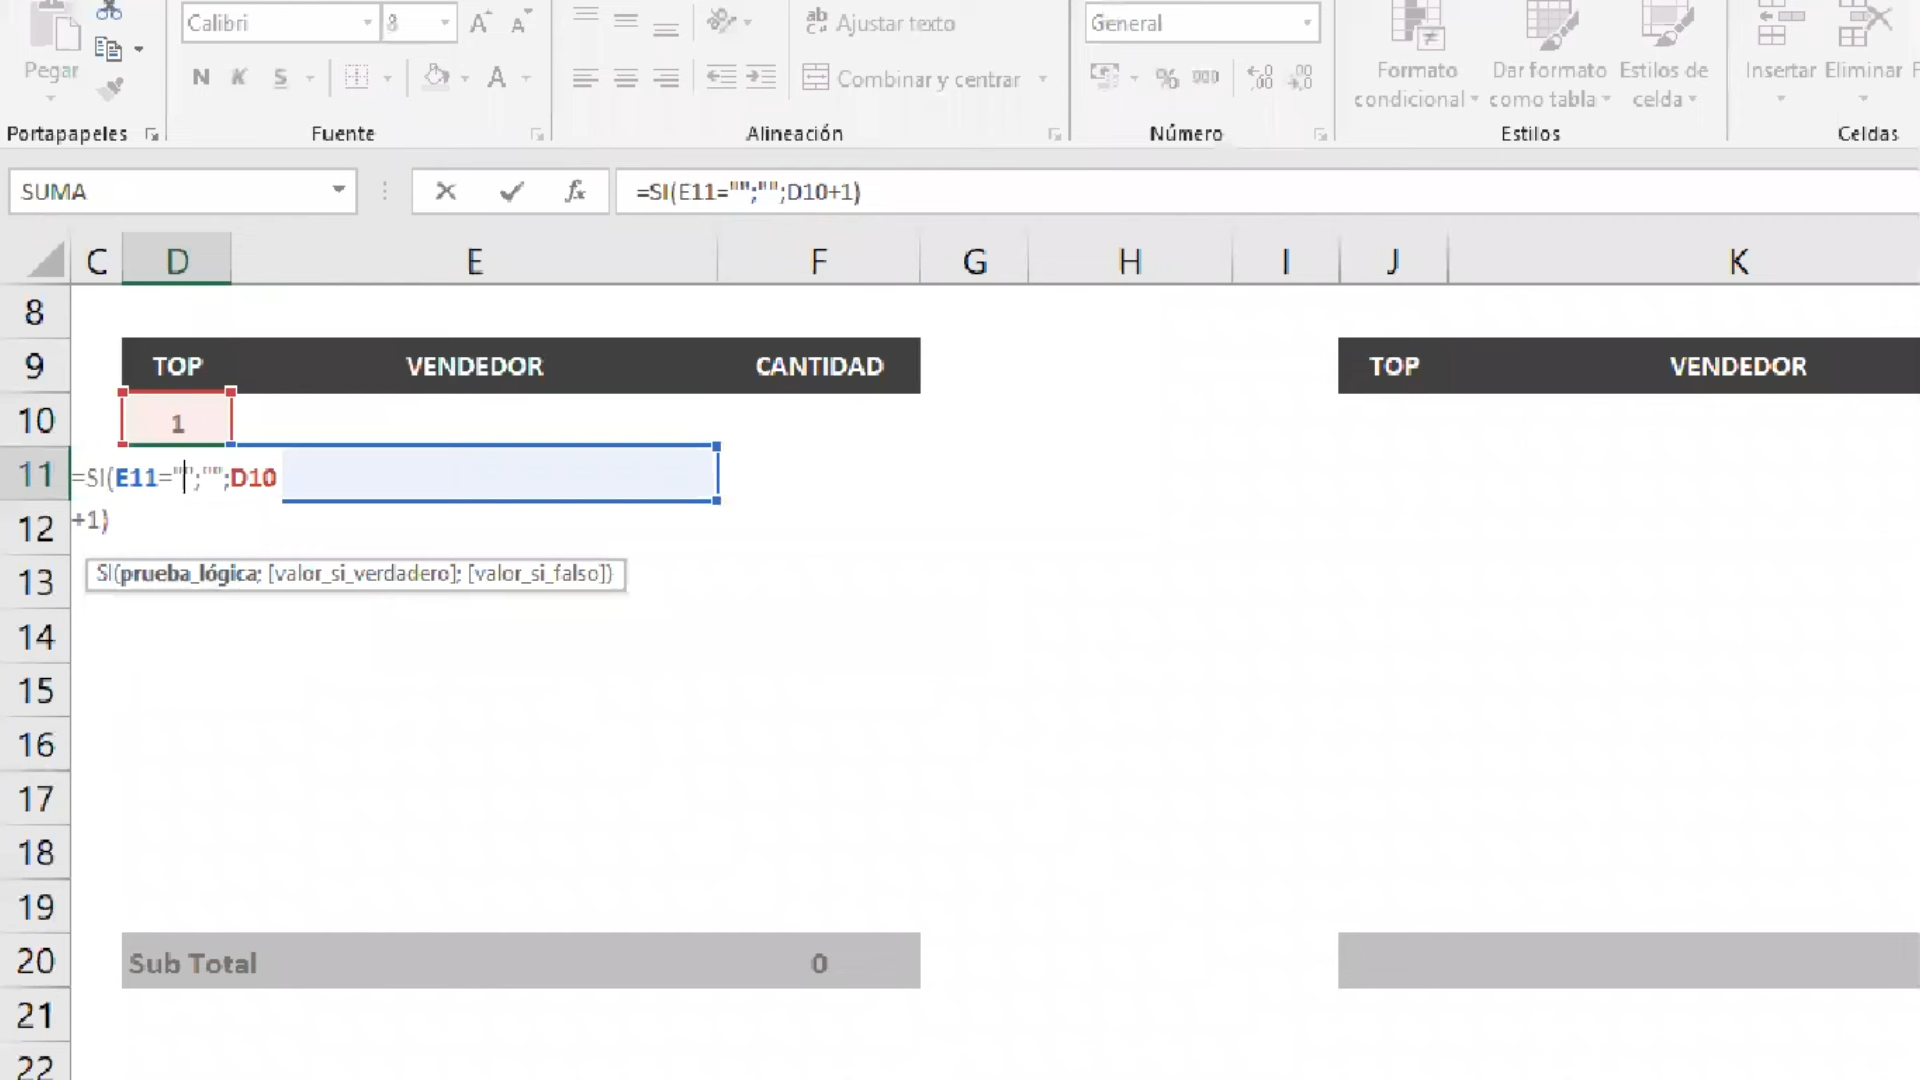 Calibri
8
A
A
ab
Ajustar texto
General
Pegar
N
K
S
A
Combinar y centrar
%
000
Formato
condicional
Dar formato
como tabla
Estilos de
celda
Insertar
Eliminar
F
Portapapeles
Fuente
Alineación
Número
Estilos
Celdas
SUMA
fx
=SI(E11="";"";D10+1)
C
D
E
F
G
H
I
J
K
8
9
TOP
VENDEDOR
CANTIDAD
TOP
VENDEDOR
10
1
11
=SI(E11="";"";D10
12
+1)
13
SI(prueba_lógica; [valor_si_verdadero]; [valor_si_falso])
14
15
16
17
18
19
20
Sub Total
0
21
22